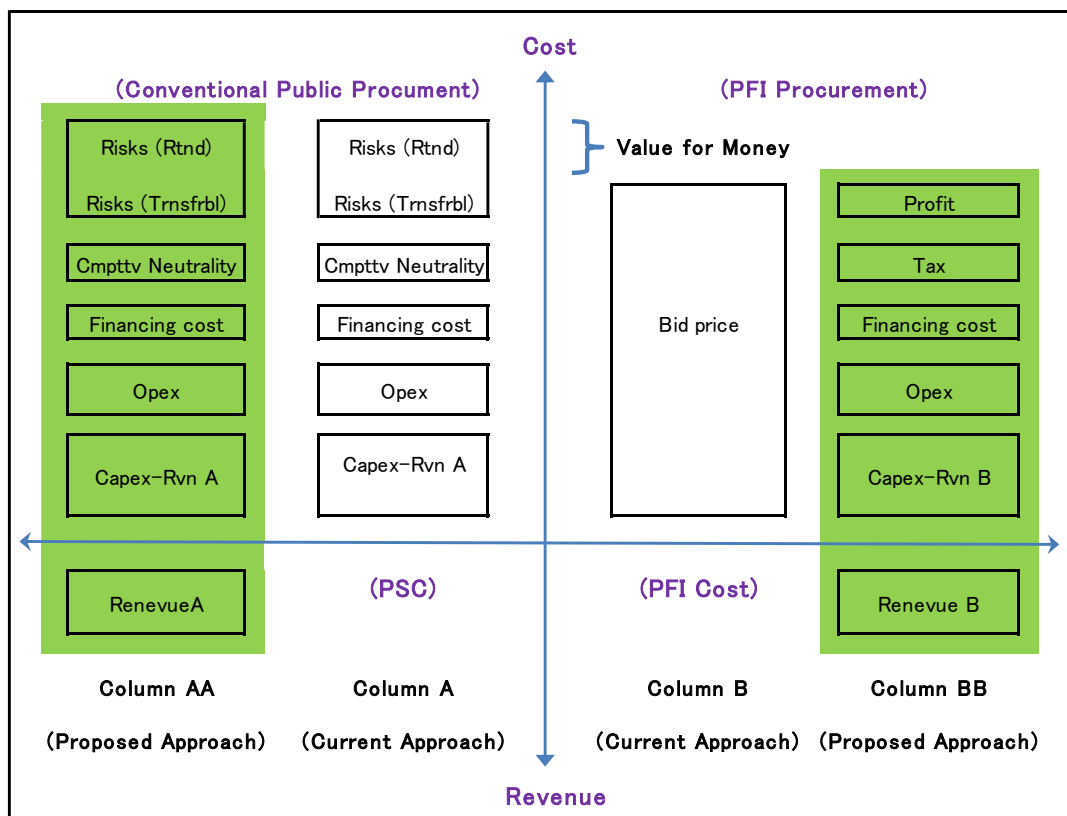 Cost
(Conventional Public Procument)
(PFI Procurement)
Risks (Rtnd)
Risks (Rtnd)
Value for Money
Risks (Trnsfrbl)
Risks (Trnsfrbl)
Profit
Cmpttv Neutrality
Cmpttv Neutrality
Tax
Financing cost
Financing cost
Bid price
Financing cost
Opex
Opex
Opex
Capex-Rvn A
Capex-Rvn A
Capex-Rvn B
(PSC)
(PFI Cost)
RenevueA
Renevue B
Column AA
Column A
Column B
Column BB
(Proposed Approach)
(Current Approach)
(Current Approach)
(Proposed Approach)
Revenue